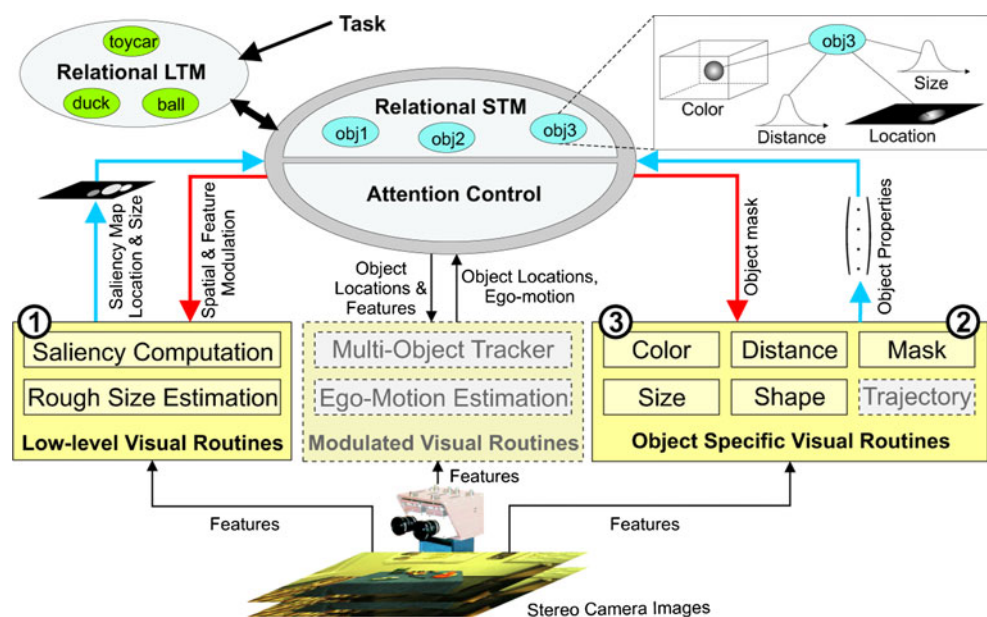 Task
toycar
Relational LTM
duck
ball
Relational STM
obj1
obj2
obj3
Attention Control
obj3
Color
Distance
Location
Size
Saliency Map
Location & Size
Spatial & Feature
Modulation
Object
Locations &
Features
Object Locations,
Ego-motion
Object mask
Object Properties
1
Saliency Computation
Rough Size Estimation
Low-level Visual Routines
Multi-Object Tracker
Ego-Motion Estimation
Modulated Visual Routines
3
2
Color
Distance
Mask
Size
Shape
Trajectory
Object Specific Visual Routines
Features
Features
Features
Stereo Camera Images